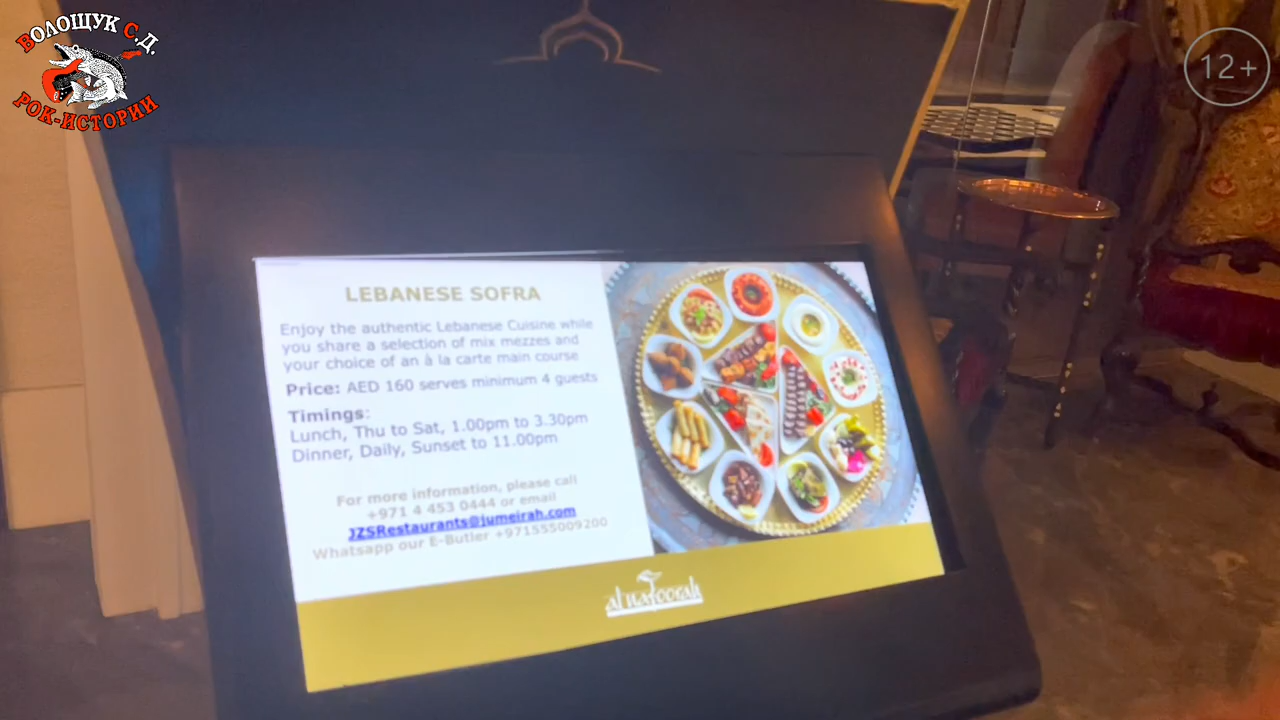 ВОЛОЩУК С.Д.
РОК-ИСТОРИИ
12+
LEBANESE SOFRA
Enjoy the authentic Lebanese Cuisine while
you share a selection of mix mezzes and
your choice of an à la carte main course
Price: AED 160 serves minimum 4 guests
Timings:
Lunch, Thu to Sat, 1.00pm to 3.30pm
Dinner, Daily, Sunset to 11.00pm
For more information, please call
+971 4 453 0444 or email
JZSRestaurants@jumeirah.com
Whatsapp our E-Butler +971555009200
al nafoorah